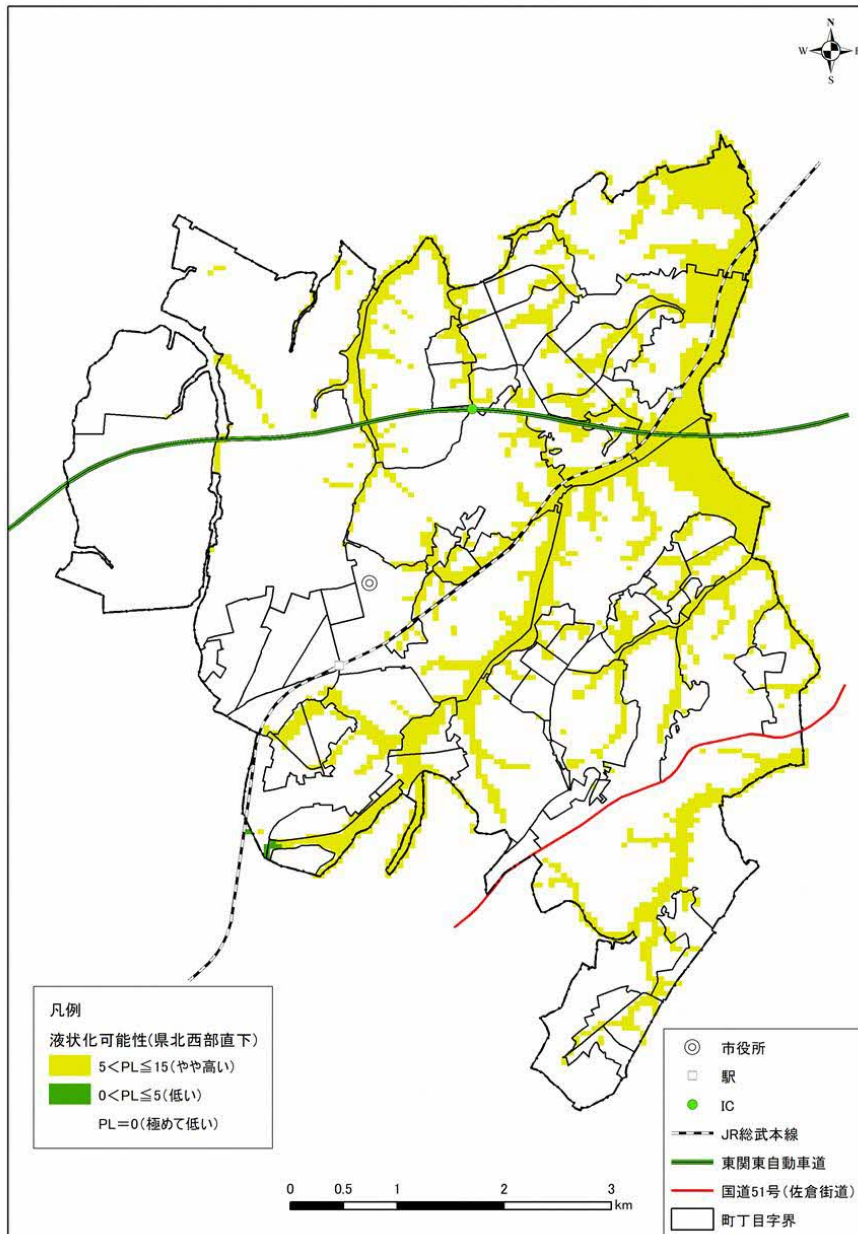 N
W
E
S
凡例
液状化可能性(県北西部直下)
5<PL≦15(やや高い)
0<PL≦5(低い)
PL=0(極めて低い)
市役所
駅
IC
JR総武本線
東関東自動車道
国道51号(佐倉街道)
町丁目字界
0 0.5 1 2 3
km